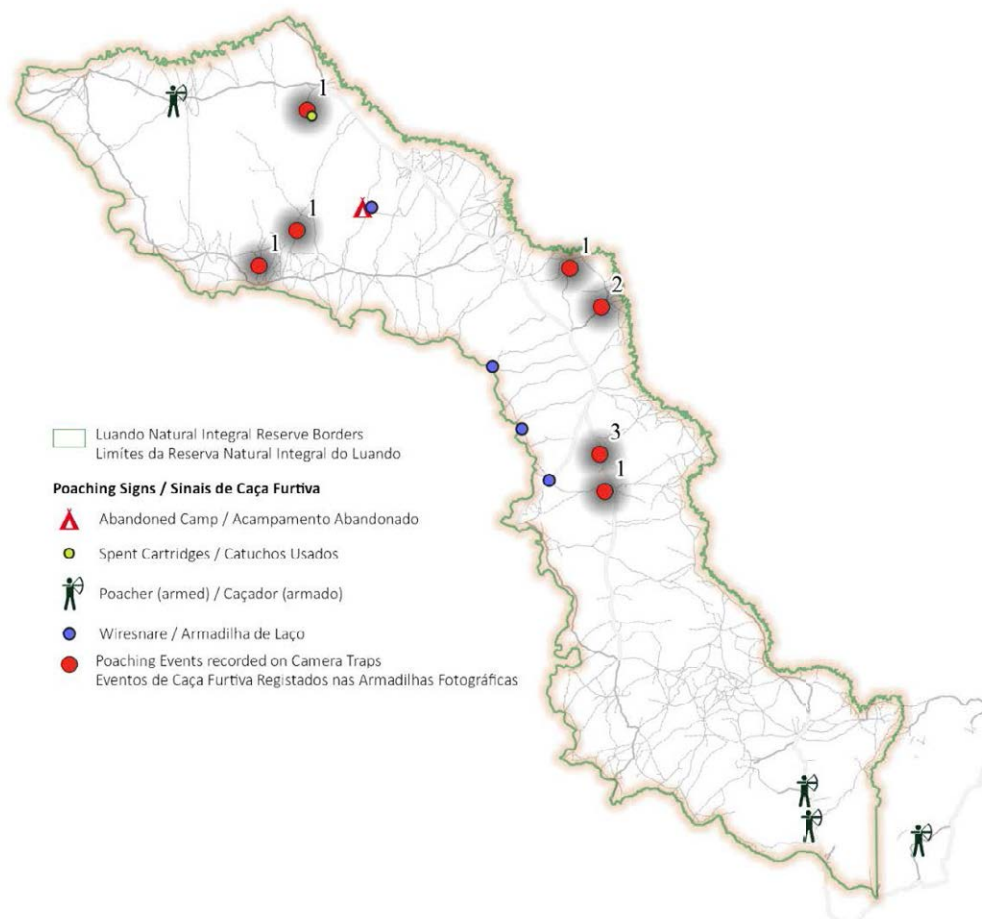 1
1
1
1
2
3
1
Luando Natural Integral Reserve Borders
Limítes da Reserva Natural Integral do Luando
Poaching Signs / Sinais de Caça Furtiva
Abandoned Camp / Acampamento Abandonado
Spent Cartridges / Catuchos Usados
Poacher (armed) / Caçador (armado)
Wiresnare / Armadilha de Laço
Poaching Events recorded on Camera Traps
Eventos de Caça Furtiva Registados nas Armadilhas Fotográficas